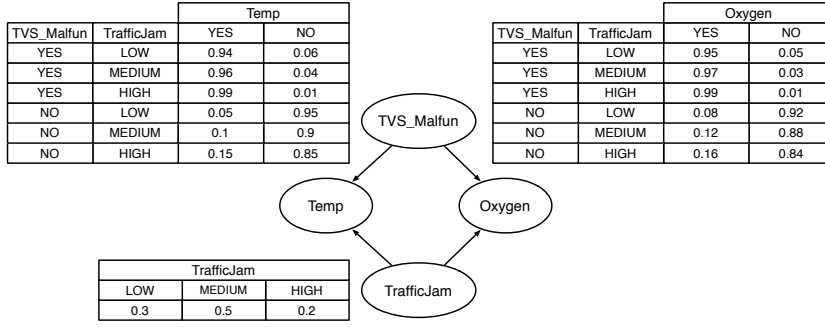 Temp
TVS_Malfun TrafficJam YES NO
YES LOW 0.94 0.06
YES MEDIUM 0.96 0.04
YES HIGH 0.99 0.01
NO LOW 0.05 0.95
NO MEDIUM 0.1 0.9
NO HIGH 0.15 0.85
Oxygen
TVS_Malfun TrafficJam YES NO
YES LOW 0.95 0.05
YES MEDIUM 0.97 0.03
YES HIGH 0.99 0.01
NO LOW 0.08 0.92
NO MEDIUM 0.12 0.88
NO HIGH 0.16 0.84
TVS_Malfun
Temp
Oxygen
TrafficJam
TrafficJam
LOW MEDIUM HIGH
0.3 0.5 0.2